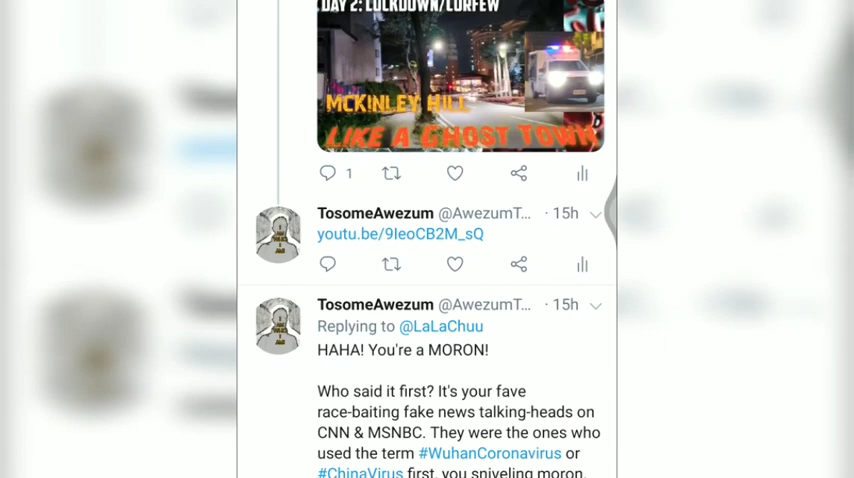 DAY 2: LOCKDOWN/CURFEW
MCKINLEY HILL
LIKE A GHOST TOWN
1
TosomeAwezum @AwezumT... · 15h
youtu.be/9IeoCB2M_sQ
TosomeAwezum @AwezumT... · 15h
Replying to @LaLaChuu
HAHA! You're a MORON!
Who said it first? It's your fave
race-baiting fake news talking-heads on
CNN & MSNBC. They were the ones who
used the term #WuhanCoronavirus or
#ChinaVirus first, you sniveling moron.